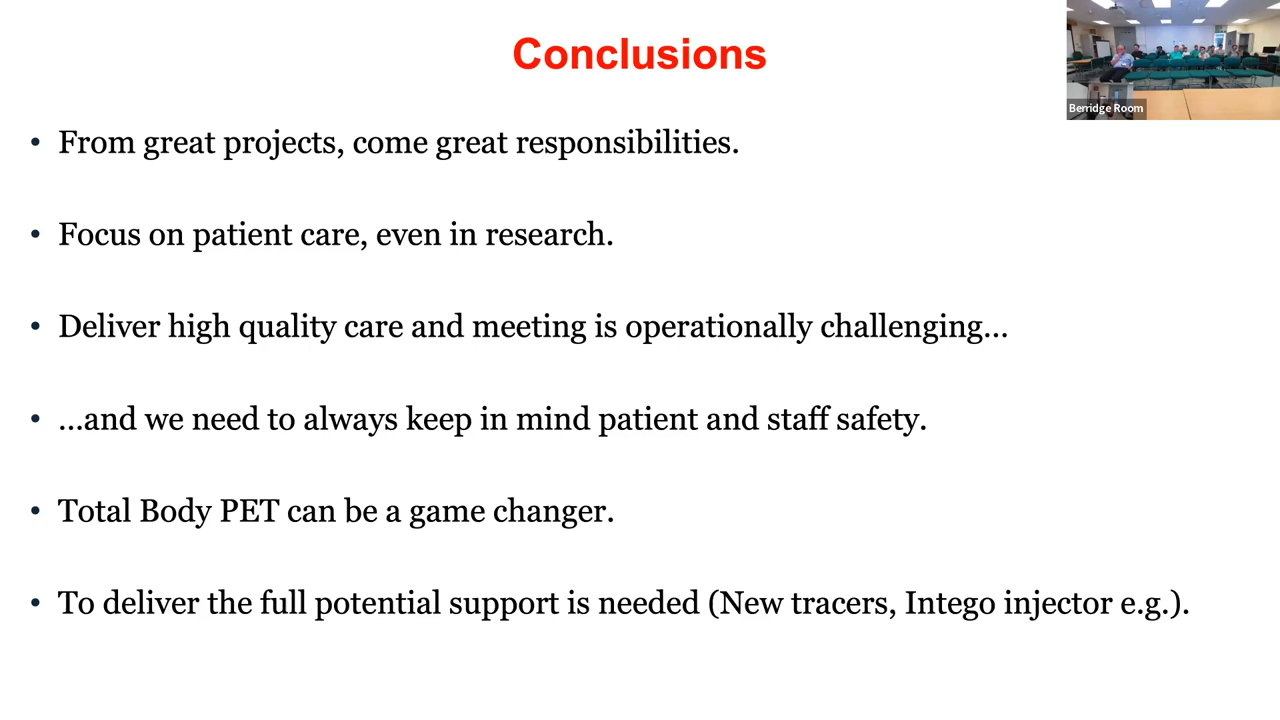 Conclusions
Berridge Room
• From great projects, come great responsibilities.
• Focus on patient care, even in research.
• Deliver high quality care and meeting is operationally challenging...
• ...and we need to always keep in mind patient and staff safety.
• Total Body PET can be a game changer.
• To deliver the full potential support is needed (New tracers, Intego injector e.g.).